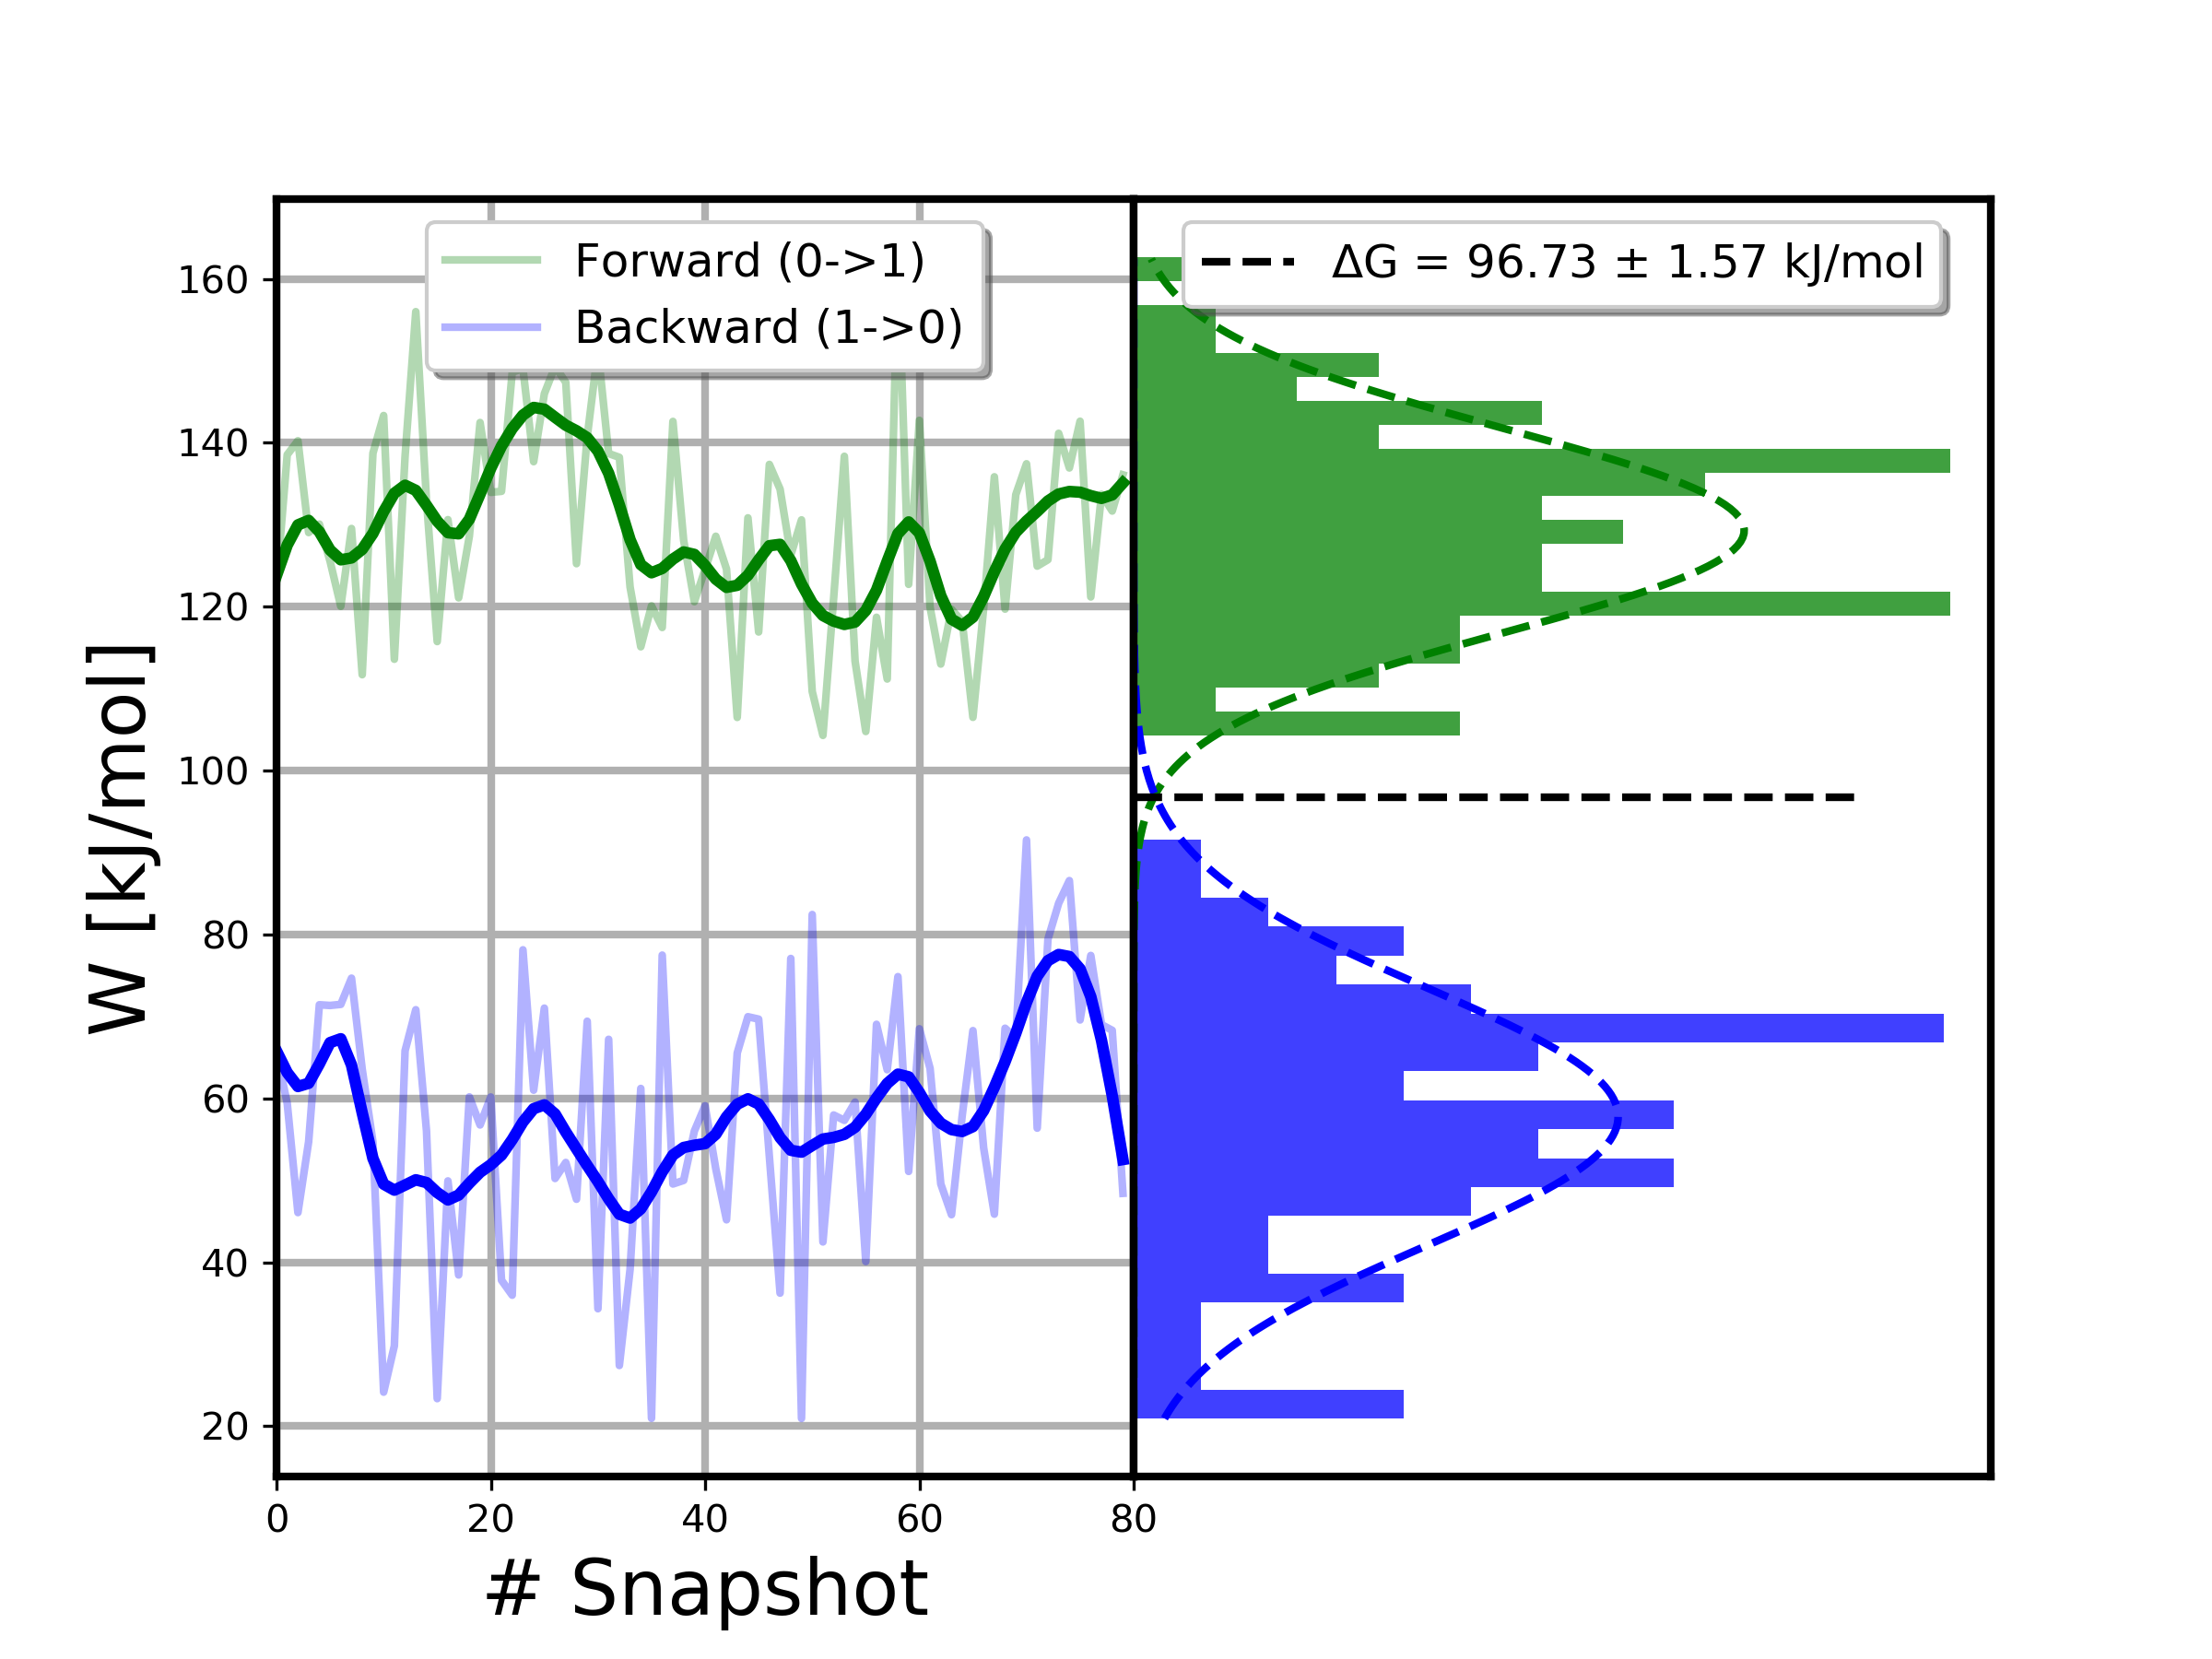 Forward (0->1)
Backward (1->0)
ΔG = 96.73 ± 1.57 kJ/mol
W [kJ/mol]
160
140
120
100
80
60
40
20
0 20 40 60 80
# Snapshot